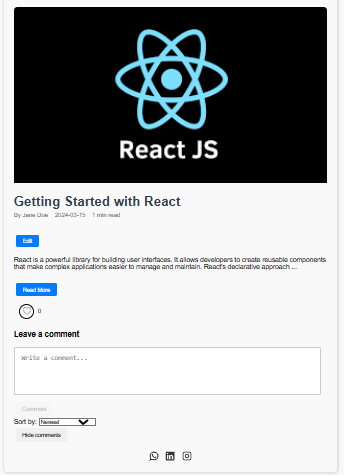 React JS
Getting Started with React
By Jane Doe 2024-03-15 1 min read
Edit
React is a powerful library for building user interfaces. It allows developers to create reusable components
that make complex applications easier to manage and maintain. React's declarative approach ...
Read More
0
Leave a comment
Write a comment...
Comment
Sort by: Newest
Hide comments